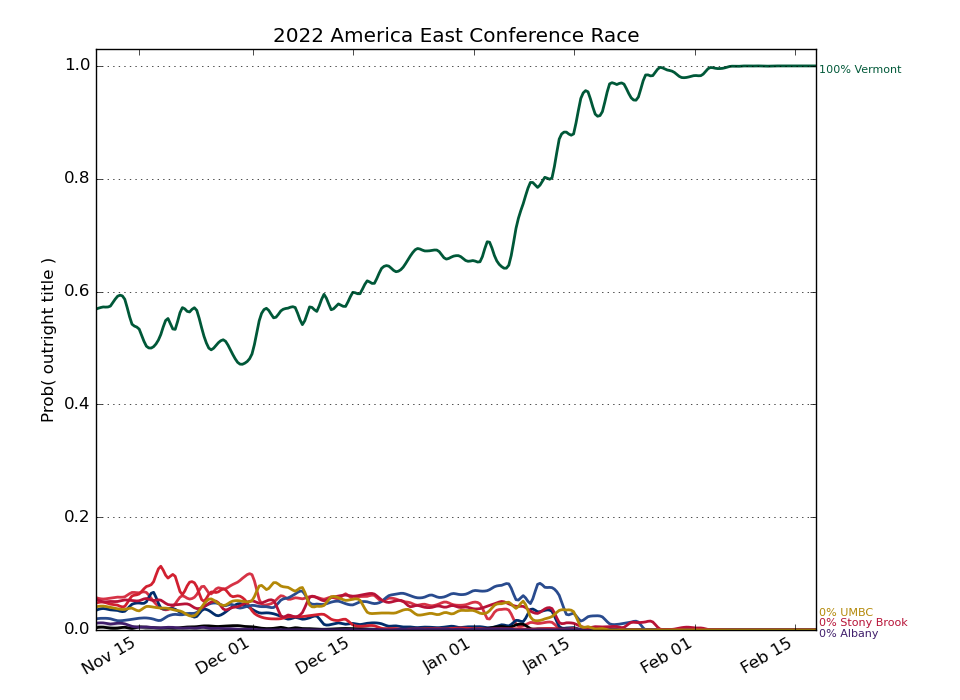 2022 America East Conference Race
Prob( outright title )
1.0
0.8
0.6
0.4
0.2
0.0
Nov 15
Dec 01
Dec 15
Jan 01
Jan 15
Feb 01
Feb 15
100% Vermont
0% UMBC
0% Stony Brook
0% Albany